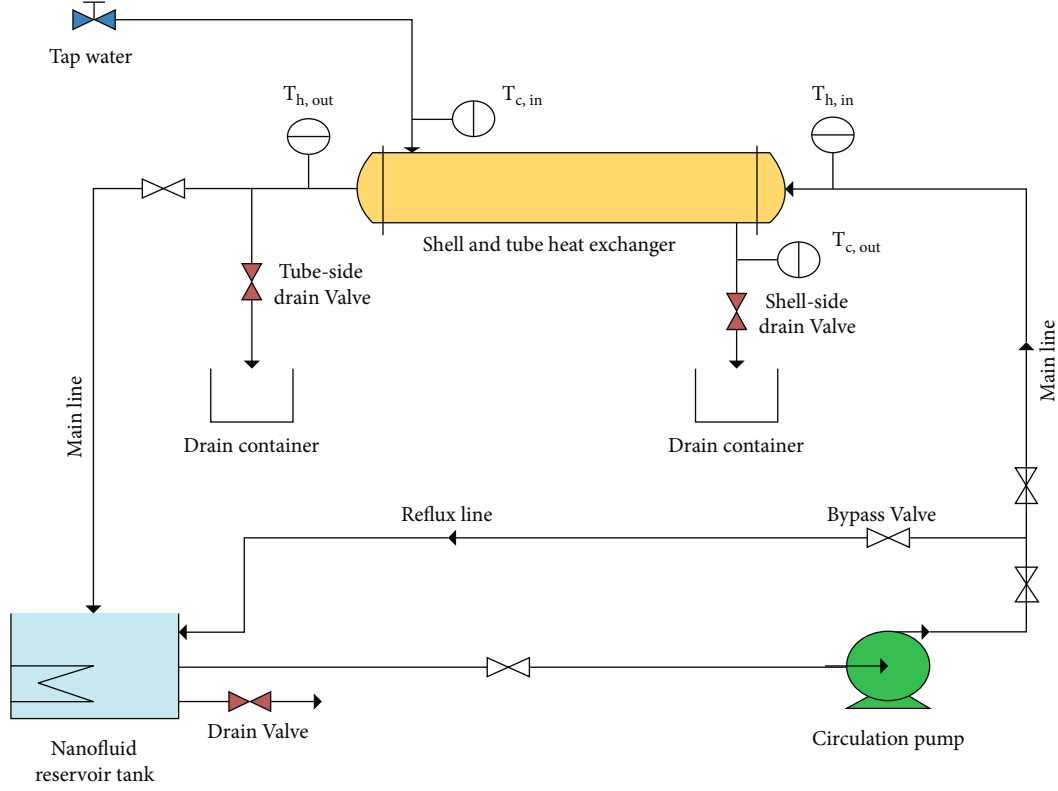 Tap water
T_h, out
T_c, in
T_h, in
Shell and tube heat exchanger
T_c, out
Tube-side
drain Valve
Shell-side
drain Valve
Main line
Main line
Drain container
Drain container
Reflux line
Bypass Valve
Drain Valve
Nanofluid
reservoir tank
Circulation pump